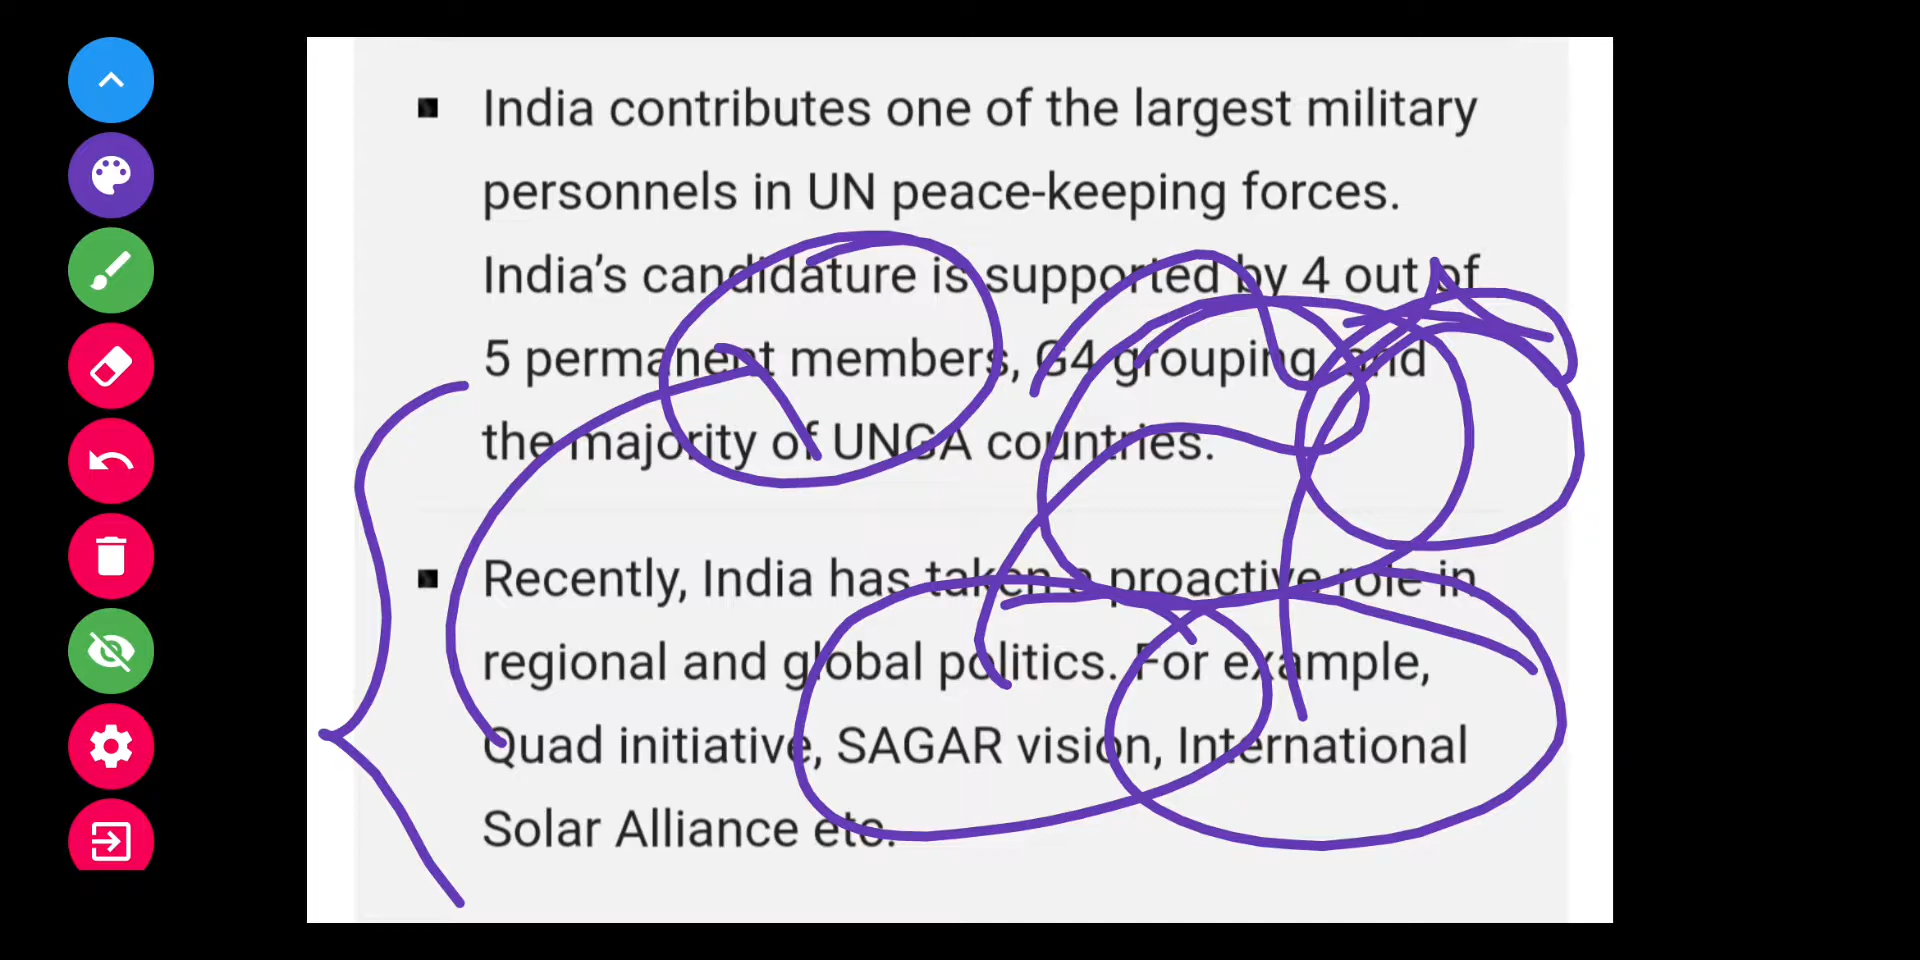 ▪ India contributes one of the largest military
personnels in UN peace-keeping forces.
India’s candidature is supported by 4 out of
5 permanent members, G4 grouping, and
the majority of UNGA countries.
▪ Recently, India has taken a proactive role in
regional and global politics. For example,
Quad initiative, SAGAR vision, International
Solar Alliance etc.